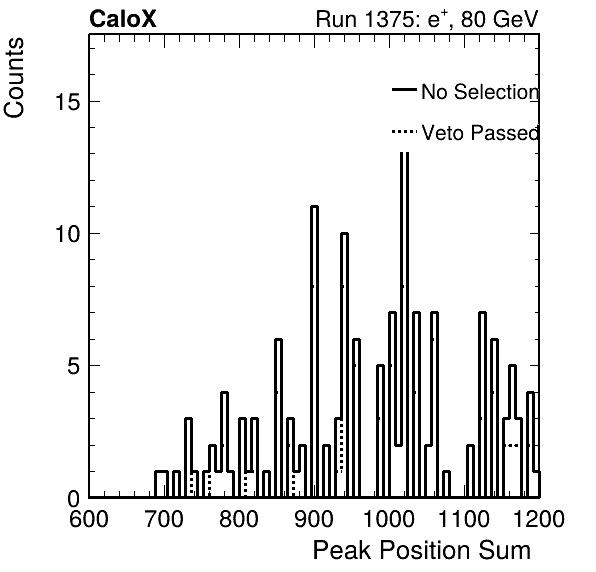 CaloX Run 1375: e⁺, 80 GeV
Counts
No Selection
Veto Passed
15
10
5
0
600 700 800 900 1000 1100 1200
Peak Position Sum